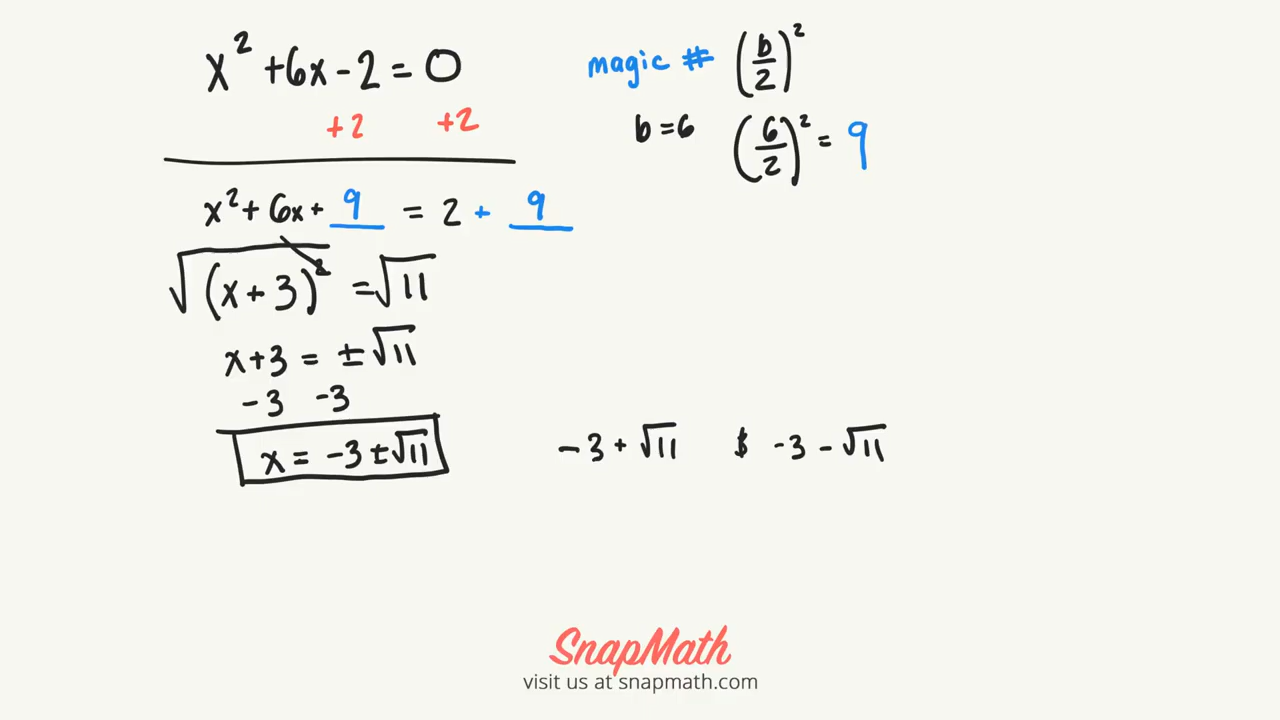 x² + 6x - 2 = 0
+2 +2
magic # (b/2)²
b = 6 (6/2)² = 9
x² + 6x + 9 = 2 + 9
√(x + 3)² = √11
x + 3 = ± √11
- 3 - 3
x = -3 ± √11
-3 + √11 $ -3 - √11
SnapMath
visit us at snapmath.com